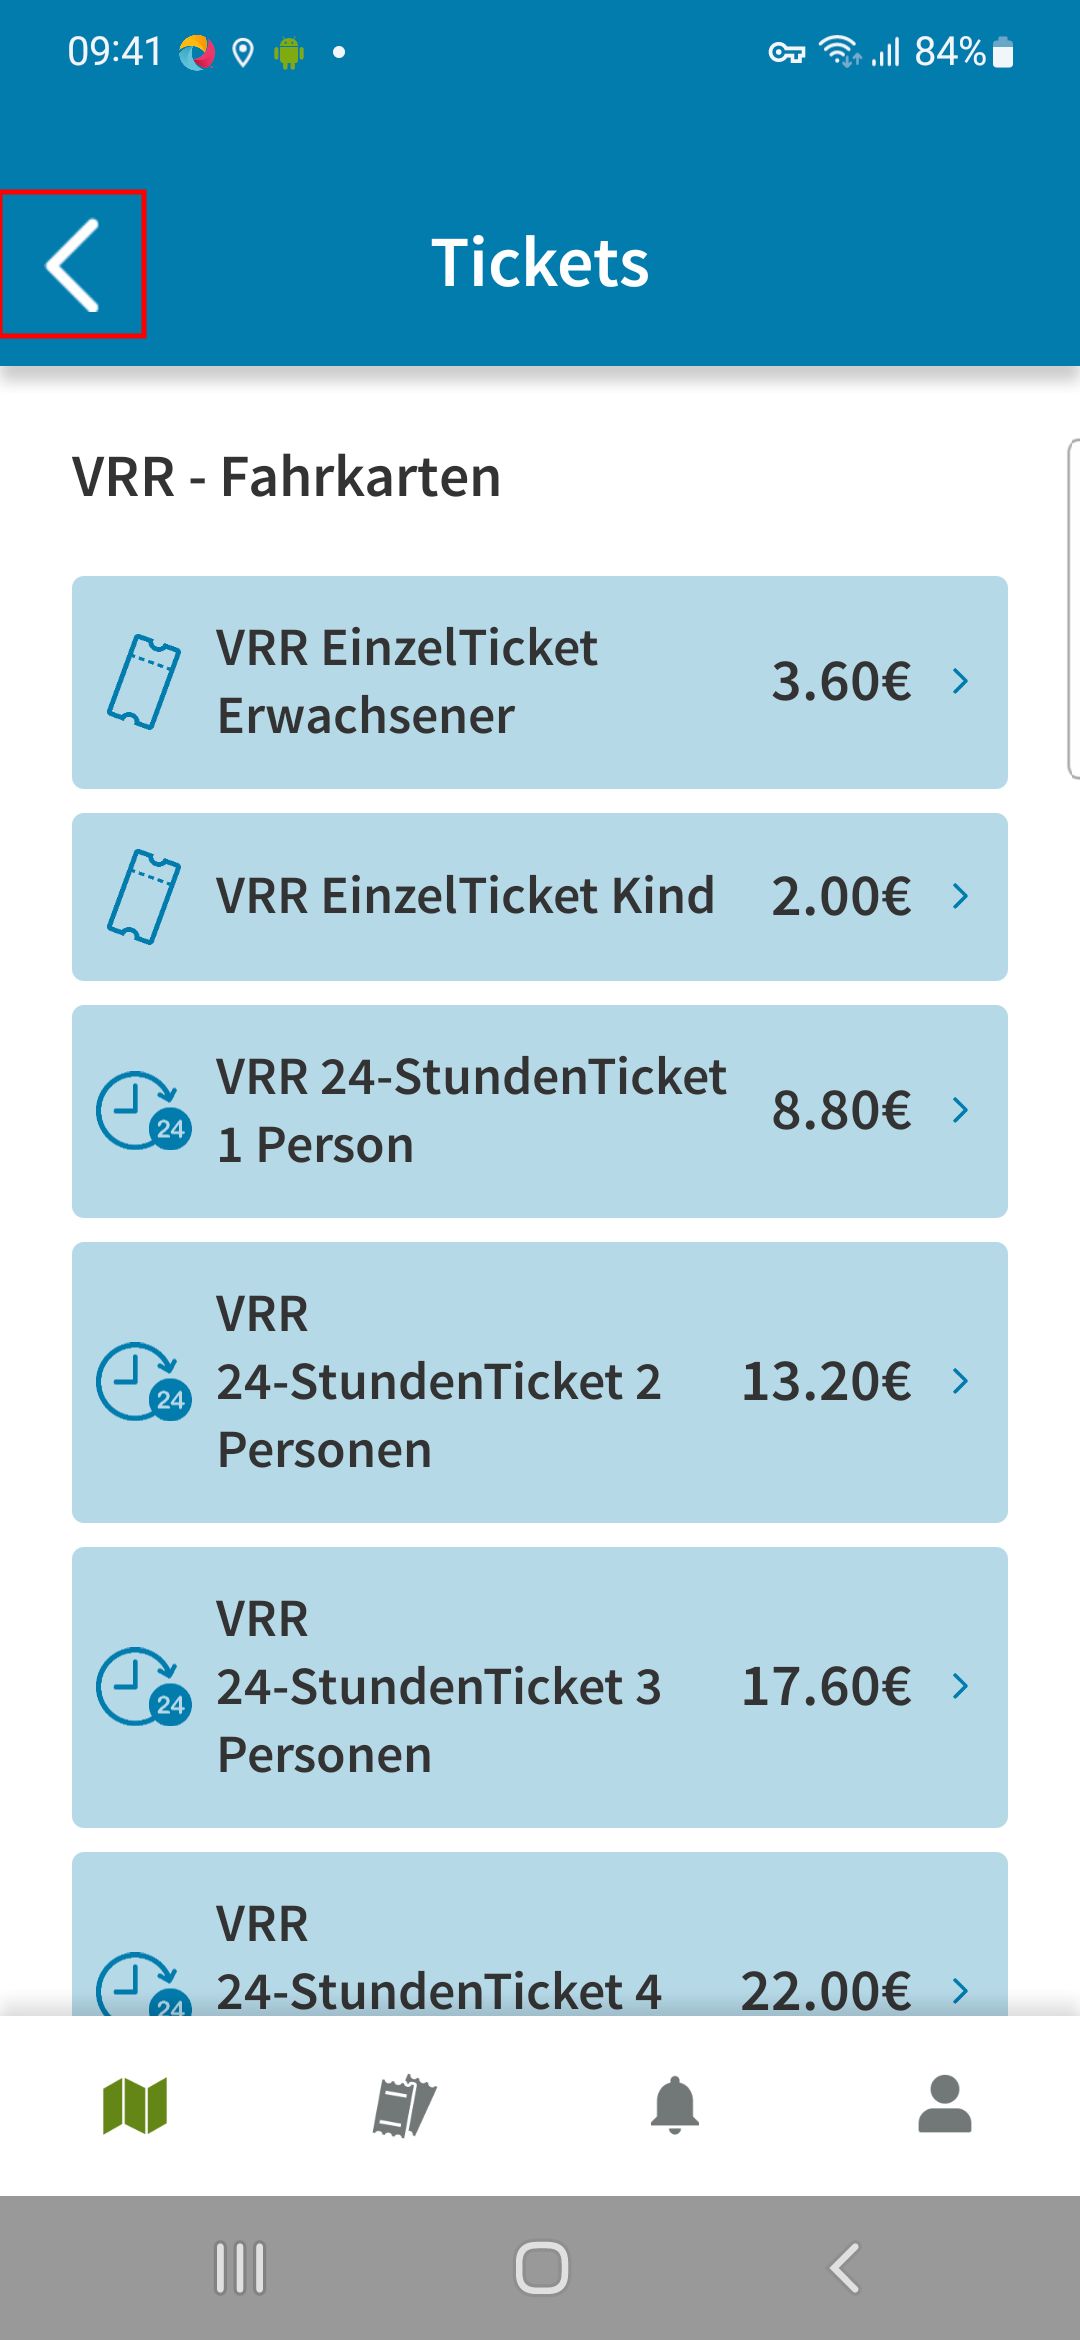 09:41
84%
Tickets
VRR - Fahrkarten
VRR EinzelTicket
Erwachsener
3.60€
VRR EinzelTicket Kind
2.00€
24
VRR 24-StundenTicket
1 Person
8.80€
24
VRR
24-StundenTicket 2
Personen
13.20€
24
VRR
24-StundenTicket 3
Personen
17.60€
24
VRR
24-StundenTicket 4
22.00€